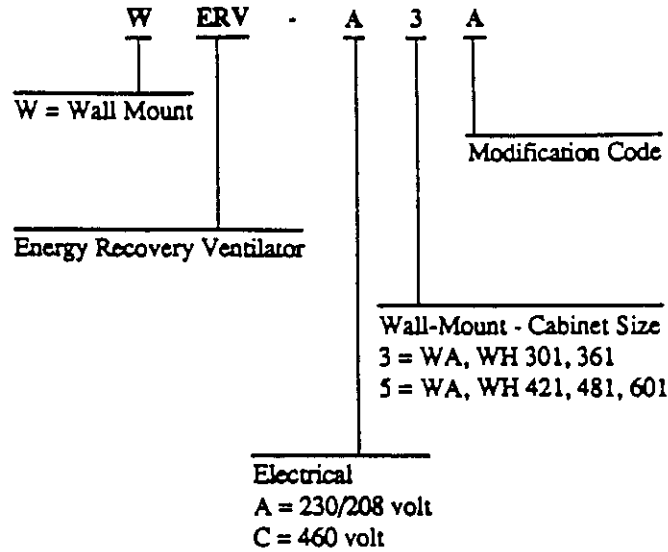 W ERV - A 3 A
W = Wall Mount
Modification Code
Energy Recovery Ventilator
Wall-Mount - Cabinet Size
3 = WA, WH 301, 361
5 = WA, WH 421, 481, 601
Electrical
A = 230/208 volt
C = 460 volt